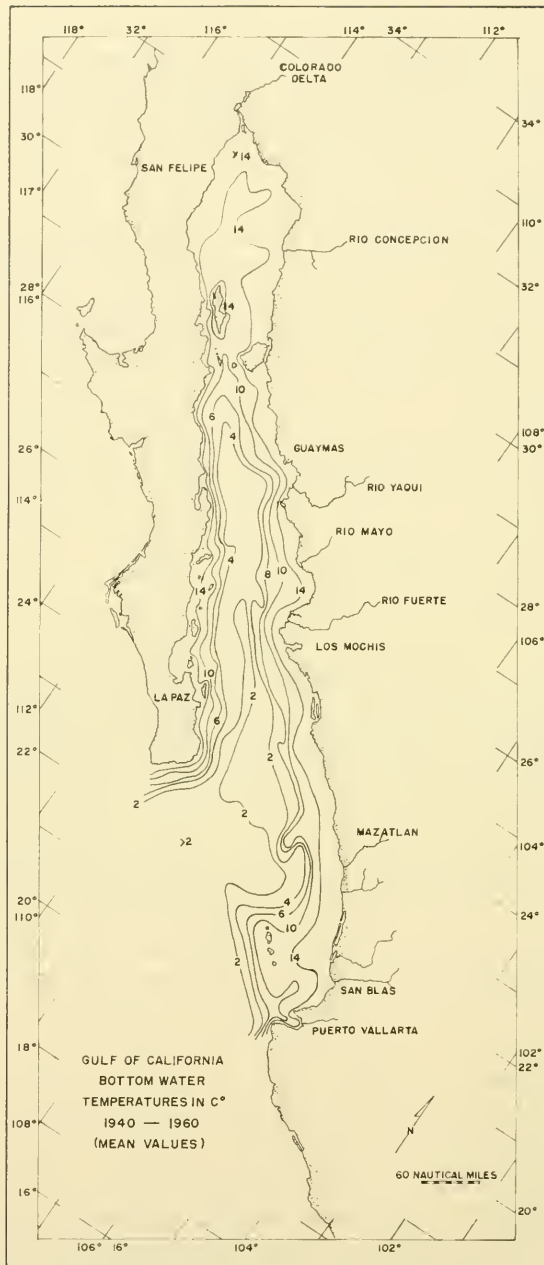 118° 32° 116° 114° 112°
COLORADO
DELTA
118°
34°
30°
SAN FELIPE
14
117°
14
110°
RIO CONCEPCION
28°
116°
32°
14
10
6
4
108°
30°
GUAYMAS
26°
RIO YAQUI
114°
RIO MAYO
4
8
10
14
14
RIO FUERTE
24°
28°
106°
LOS MOCHIS
10
LA PAZ
2
112°
6
2
22°
26°
2
2
MAZATLAN
>2
104°
20°
110°
4
24°
6
10
2
14
SAN BLAS
PUERTO VALLARTA
18°
102°
22°
GULF OF CALIFORNIA
BOTTOM WATER
TEMPERATURES IN C°
1940 — 1960
(MEAN VALUES)
108°
N
60 NAUTICAL MILES
16°
20°
106° 16° 104° 102°